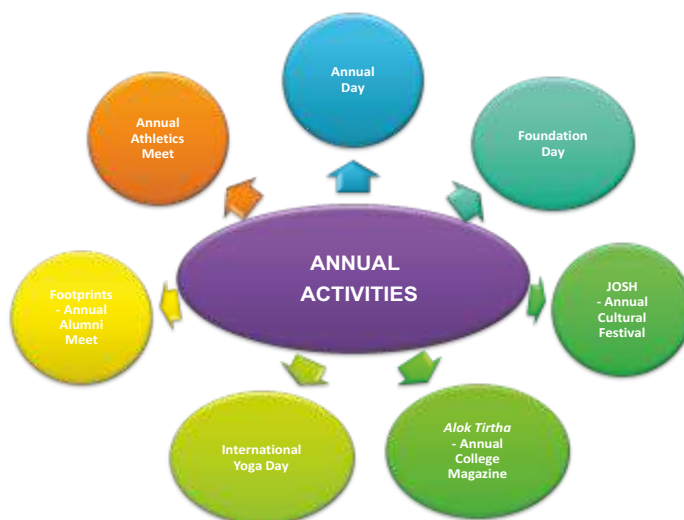 Annual
Day
Foundation
Day
JOSH
- Annual
Cultural
Festival
Alok Tirtha
- Annual
College
Magazine
International
Yoga Day
Footprints
- Annual
Alumni
Meet
Annual
Athletics
Meet
ANNUAL
ACTIVITIES